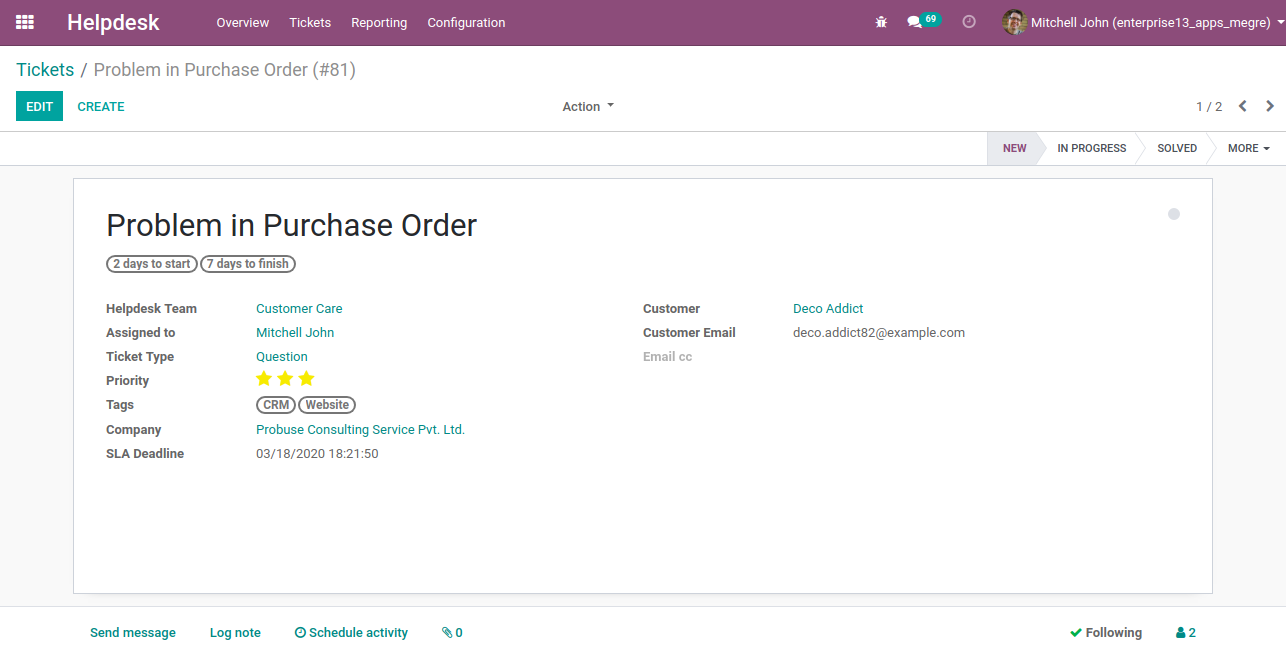 Helpdesk Overview Tickets Reporting Configuration 69 Mitchell John (enterprise13_apps_megre)
Tickets / Problem in Purchase Order (#81)
EDIT CREATE Action 1 / 2
NEW IN PROGRESS SOLVED MORE
Problem in Purchase Order
2 days to start 7 days to finish
Helpdesk Team Customer Care Customer Deco Addict
Assigned to Mitchell John Customer Email deco.addict82@example.com
Ticket Type Question Email cc
Priority
Tags CRM Website
Company Probuse Consulting Service Pvt. Ltd.
SLA Deadline 03/18/2020 18:21:50
Send message Log note Schedule activity 0 Following 2